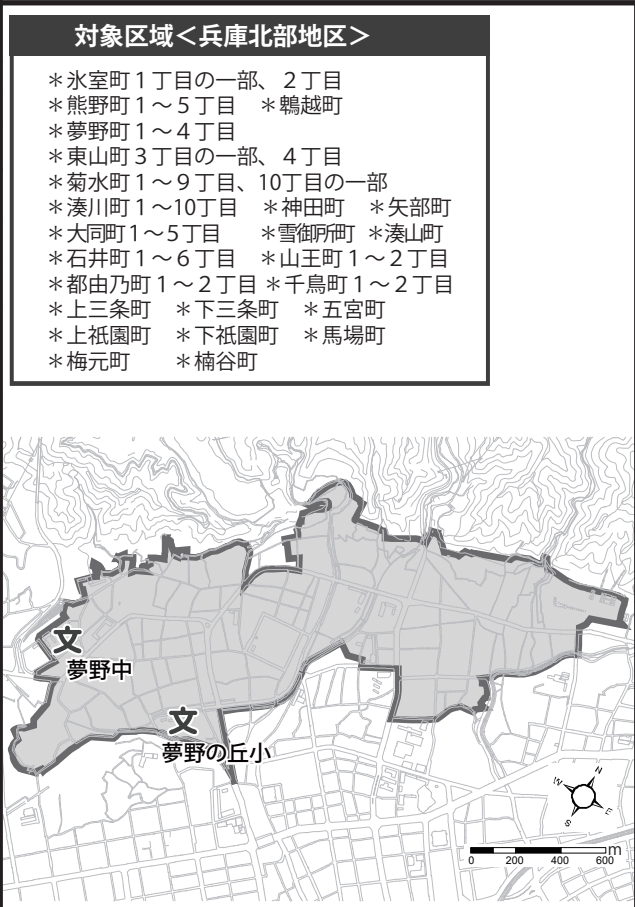 対象区域＜兵庫北部地区＞
＊氷室町１丁目の一部、２丁目
＊熊野町１～５丁目　＊鵯越町
＊夢野町１～４丁目
＊東山町３丁目の一部、４丁目
＊菊水町１～９丁目、10丁目の一部
＊湊川町１～10丁目　＊神田町　＊矢部町
＊大同町１～５丁目　　＊雪御所町　＊湊山町
＊石井町１～６丁目　＊山王町１～２丁目
＊都由乃町１～２丁目 ＊千鳥町１～２丁目
＊上三条町　＊下三条町　＊五宮町
＊上祇園町　＊下祇園町　＊馬場町
＊梅元町　　＊楠谷町
文
夢野中
文
夢野の丘小
N
W
E
S
0 200 400 600 m